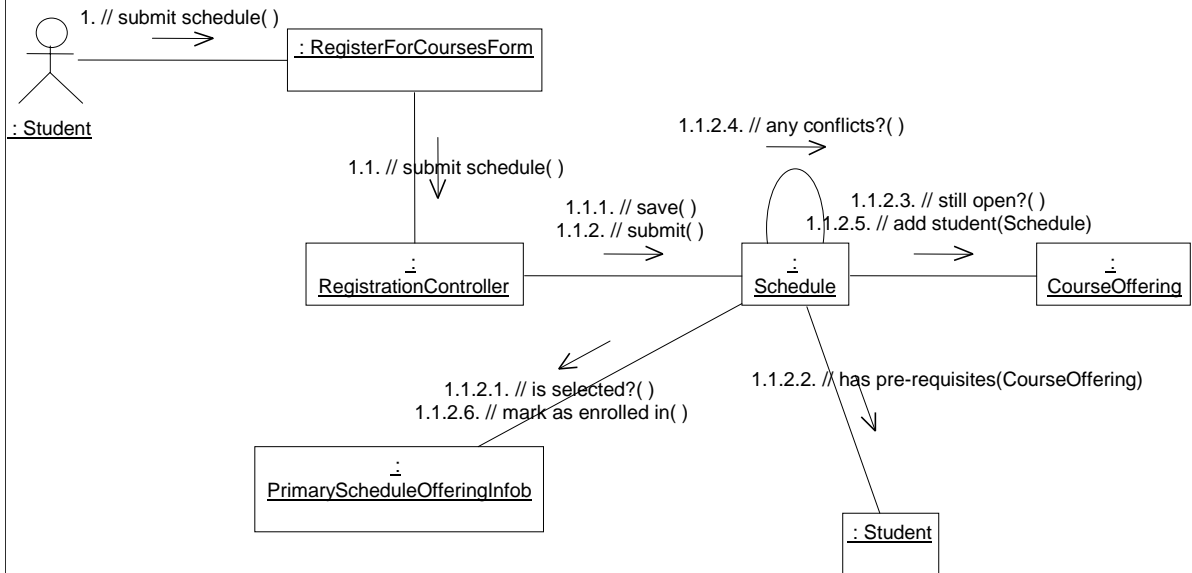 1. // submit schedule( )
: RegisterForCoursesForm
: Student
1.1.2.4. // any conflicts?( )
1.1. // submit schedule( )
1.1.1. // save( )
1.1.2. // submit( )
1.1.2.3. // still open?( )
1.1.2.5. // add student(Schedule)
:
RegistrationController
:
Schedule
:
CourseOffering
1.1.2.1. // is selected?( )
1.1.2.6. // mark as enrolled in( )
1.1.2.2. // has pre-requisites(CourseOffering)
:
PrimaryScheduleOfferingInfob
: Student